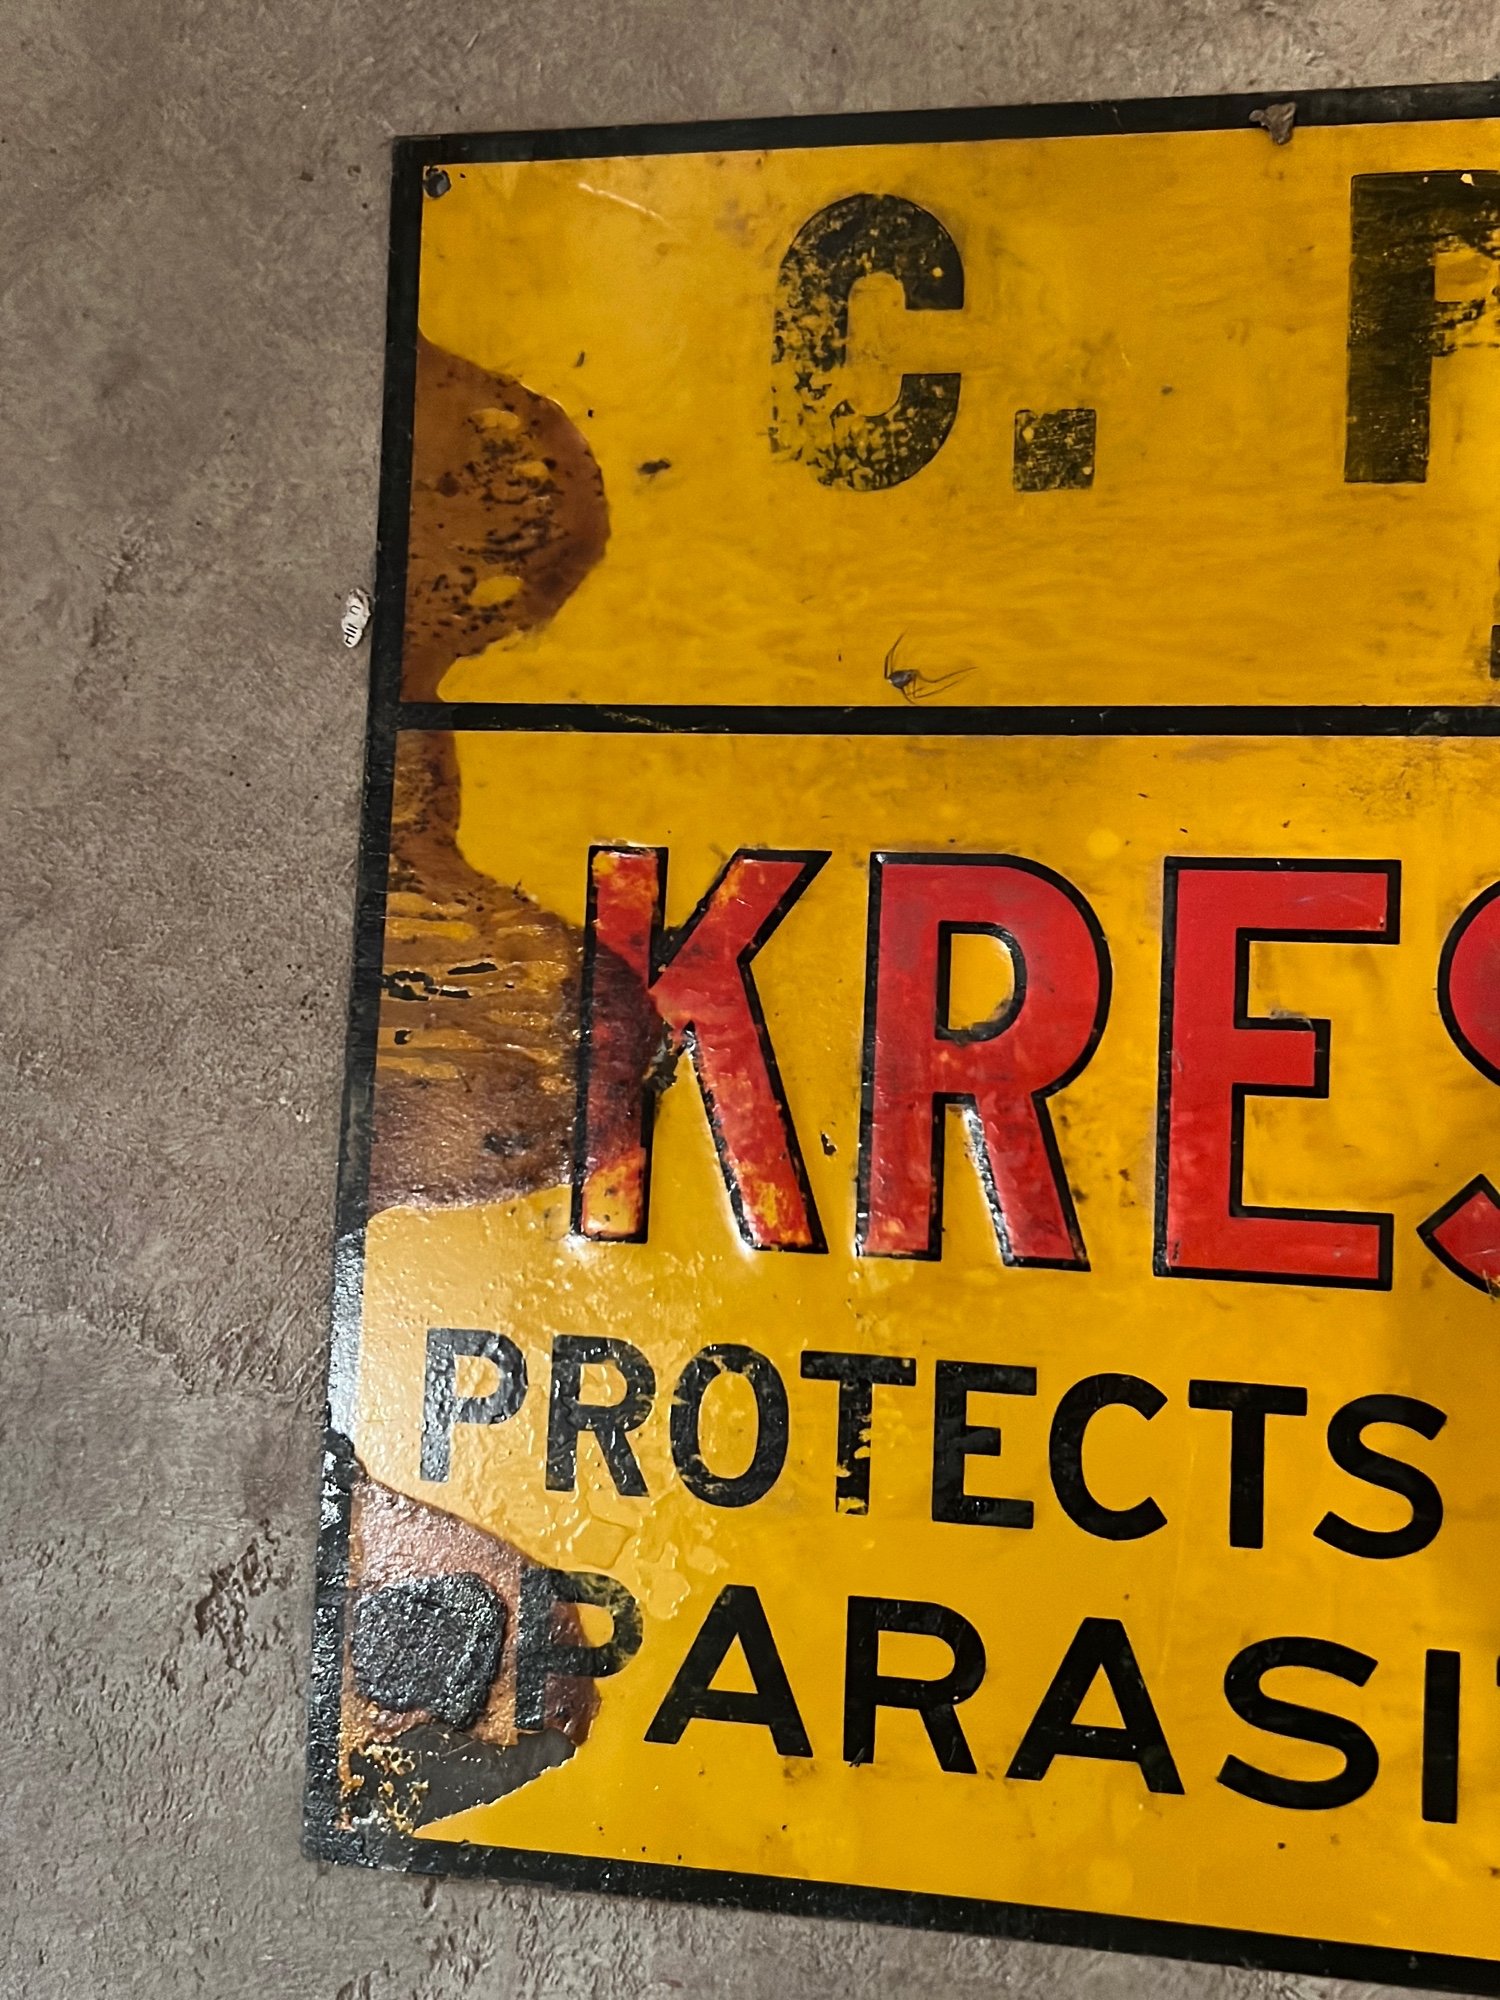 C. F
KRES
PROTECTS
PARASI